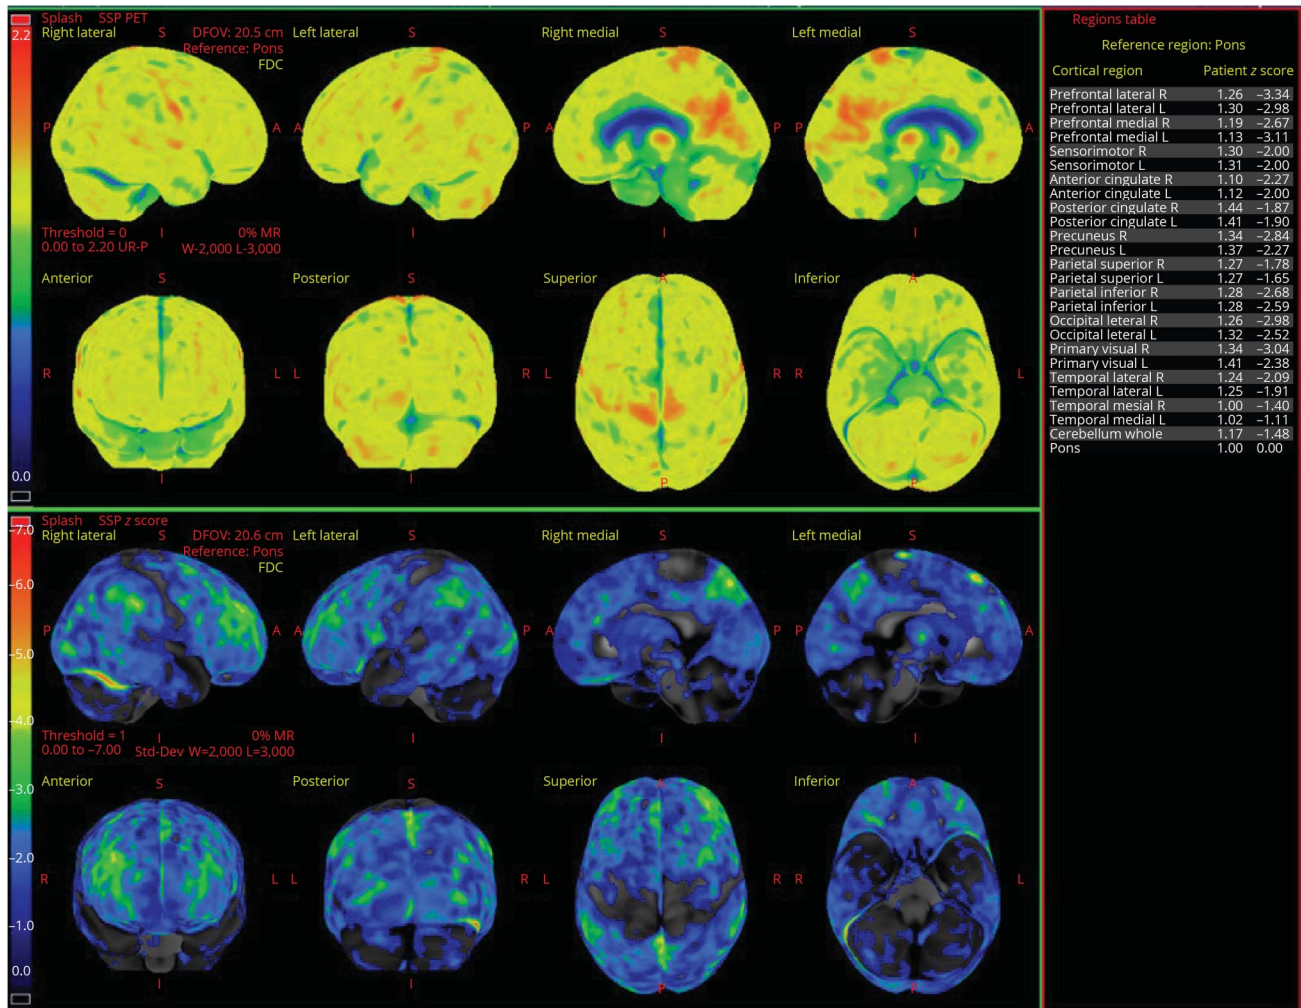 Splash SSP PET
2.2
Right lateral
S
DFOV: 20.5 cm
Reference: Pons
FDC
Left lateral
S
Right medial
S
Left medial
S
P
A
A
P
A
P
P
A
I
I
I
I
Threshold = 0
0.00 to 2.20 UR-P
0% MR
W-2,000 L-3,000
Anterior
S
Posterior
S
Superior
A
Inferior
A
R
L
L
R
L
R
R
L
0.0
I
I
P
P
Splash SSP z score
–7.0
Right lateral
S
DFOV: 20.6 cm
Reference: Pons
FDC
Left lateral
S
Right medial
S
Left medial
S
–6.0
P
A
A
P
A
P
P
A
–5.0
–4.0
I
I
I
I
Threshold = 1
0.00 to –7.00
0% MR
Std-Dev W=2,000 L=3,000
Anterior
S
Posterior
S
Superior
A
Inferior
A
–3.0
–2.0
R
L
L
R
L
R
R
L
–1.0
0.0
I
I
P
P
Regions table
Reference region: Pons
Cortical region Patient z score
Prefrontal lateral R 1.26 –3.34
Prefrontal lateral L 1.30 –2.98
Prefrontal medial R 1.19 –2.67
Prefrontal medial L 1.13 –3.11
Sensorimotor R 1.30 –2.00
Sensorimotor L 1.31 –2.00
Anterior cingulate R 1.10 –2.27
Anterior cingulate L 1.12 –2.00
Posterior cingulate R 1.44 –1.87
Posterior cingulate L 1.41 –1.90
Precuneus R 1.34 –2.84
Precuneus L 1.37 –2.27
Parietal superior R 1.27 –1.78
Parietal superior L 1.27 –1.65
Parietal inferior R 1.28 –2.68
Parietal inferior L 1.28 –2.59
Occipital leteral R 1.26 –2.98
Occipital leteral L 1.32 –2.52
Primary visual R 1.34 –3.04
Primary visual L 1.41 –2.38
Temporal lateral R 1.24 –2.09
Temporal lateral L 1.25 –1.91
Temporal mesial R 1.00 –1.40
Temporal medial L 1.02 –1.11
Cerebellum whole 1.17 –1.48
Pons 1.00 0.00